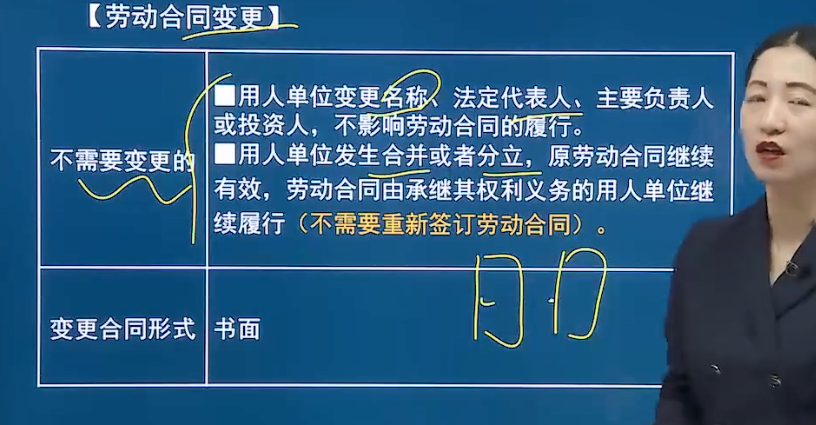 【劳动合同变更】
■用人单位变更名称、法定代表人、主要负责人
或投资人，不影响劳动合同的履行。
不需要变更的
■用人单位发生合并或者分立，原劳动合同继续
有效，劳动合同由承继其权利义务的用人单位继
续履行（不需要重新签订劳动合同）。
变更合同形式 书面